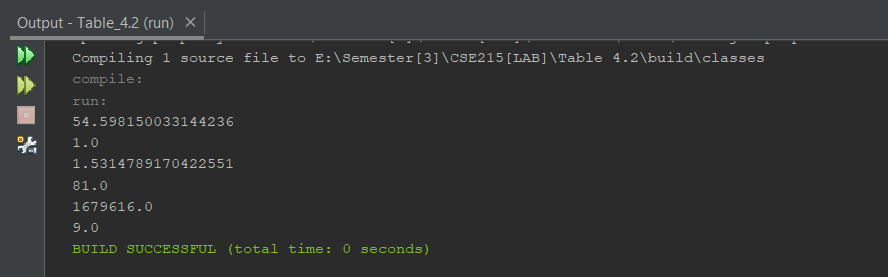 Output - Table_4.2 (run)
Compiling 1 source file to E:\Semester[3]\CSE215[LAB]\Table 4.2\build\classes
compile:
run:
54.598150033144236
1.0
1.5314789170422551
81.0
1679616.0
9.0
BUILD SUCCESSFUL (total time: 0 seconds)